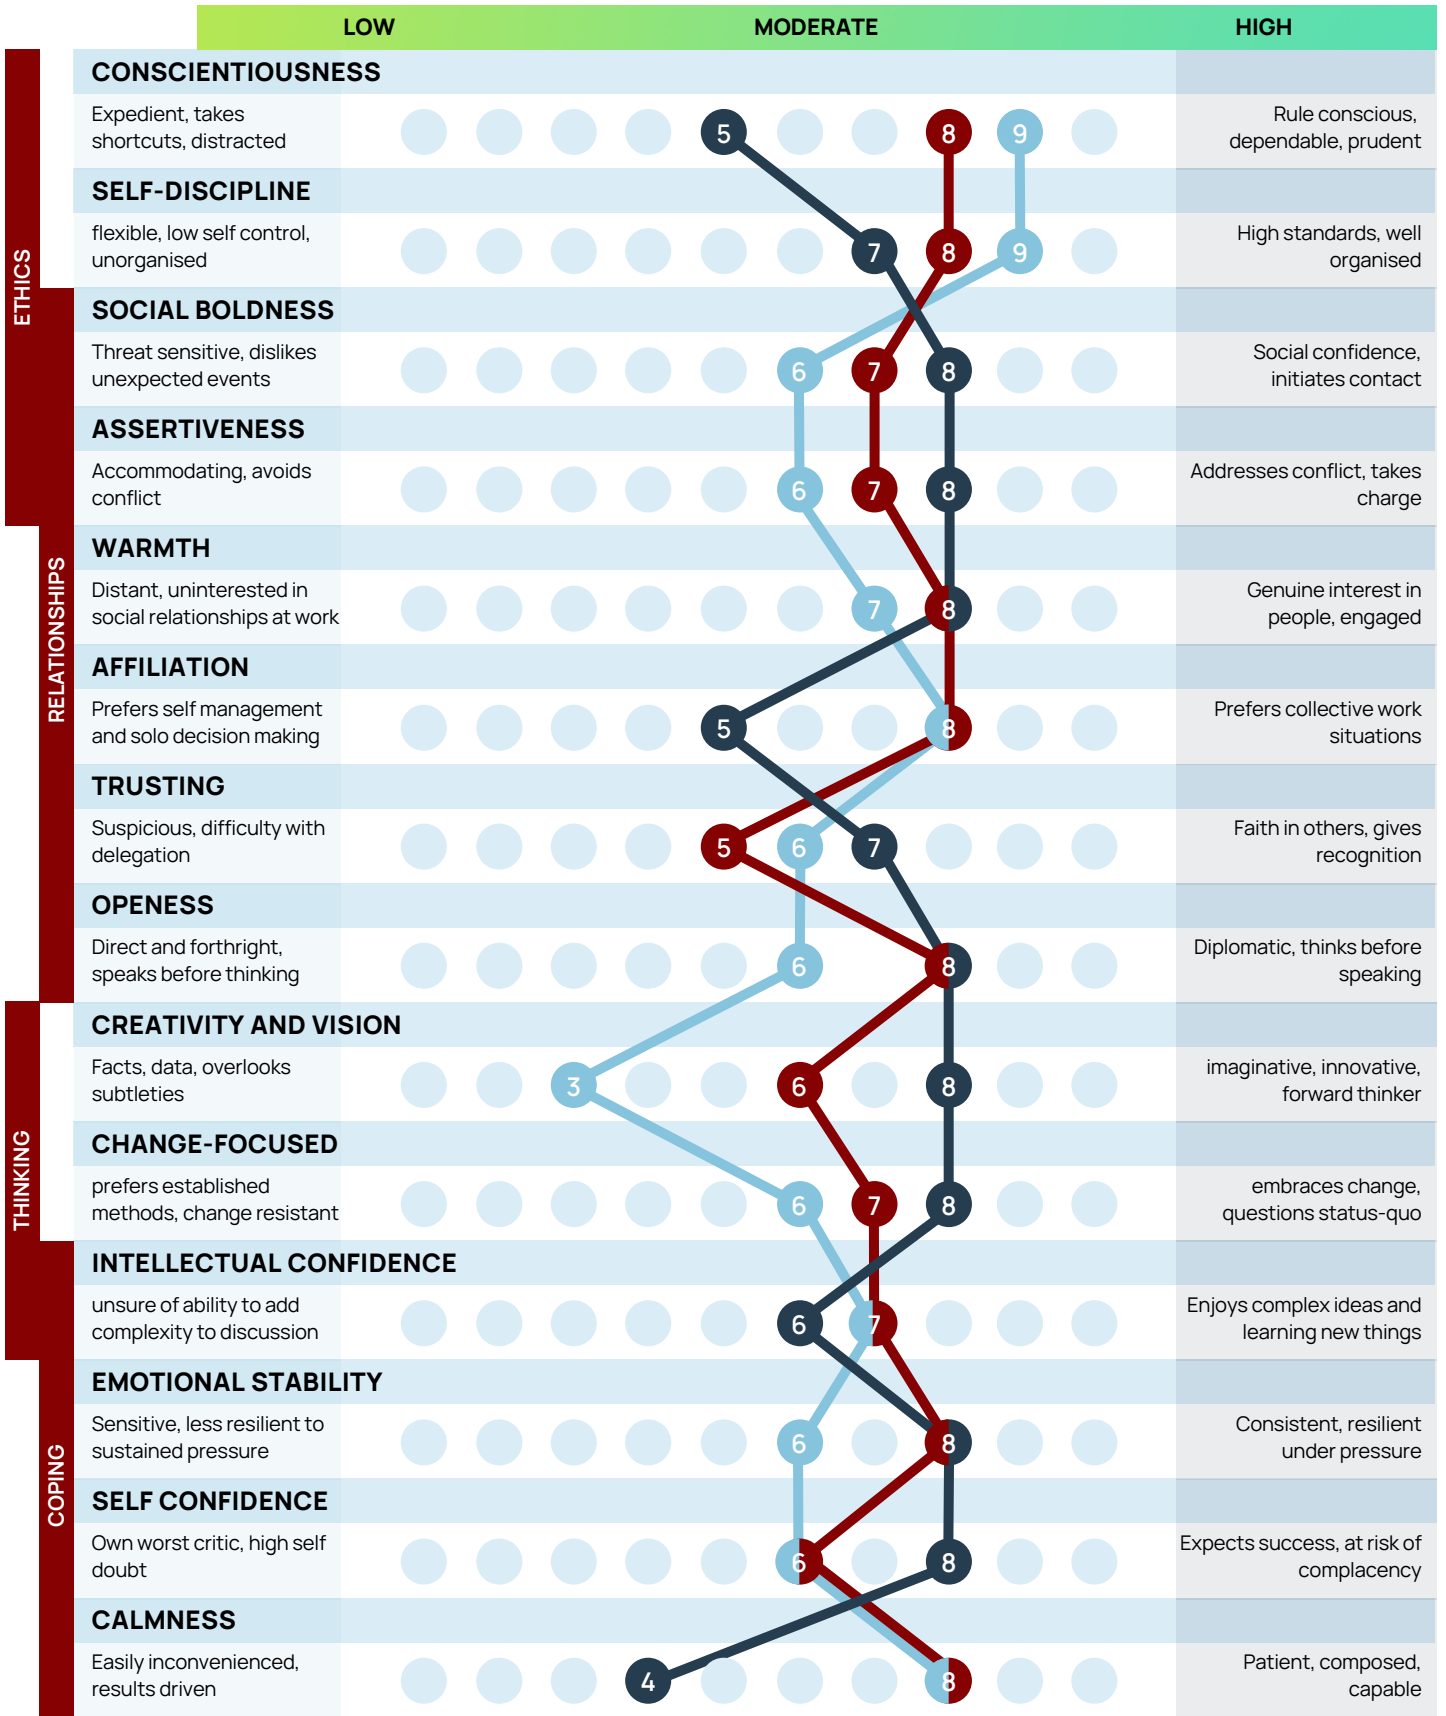 LOW MODERATE HIGH
ETHICS
RELATIONSHIPS
THINKING
COPING
CONSCIENTIOUSNESS
Expedient, takes
shortcuts, distracted
5 8 9
Rule conscious,
dependable, prudent
SELF-DISCIPLINE
flexible, low self control,
unorganised
7 8 9
High standards, well
organised
SOCIAL BOLDNESS
Threat sensitive, dislikes
unexpected events
6 7 8
Social confidence,
initiates contact
ASSERTIVENESS
Accommodating, avoids
conflict
6 7 8
Addresses conflict, takes
charge
WARMTH
Distant, uninterested in
social relationships at work
7 8
Genuine interest in
people, engaged
AFFILIATION
Prefers self management
and solo decision making
5 8
Prefers collective work
situations
TRUSTING
Suspicious, difficulty with
delegation
5 6 7
Faith in others, gives
recognition
OPENESS
Direct and forthright,
speaks before thinking
6 8
Diplomatic, thinks before
speaking
CREATIVITY AND VISION
Facts, data, overlooks
subtleties
3 6 8
imaginative, innovative,
forward thinker
CHANGE-FOCUSED
prefers established
methods, change resistant
6 7 8
embraces change,
questions status-quo
INTELLECTUAL CONFIDENCE
unsure of ability to add
complexity to discussion
6 7
Enjoys complex ideas and
learning new things
EMOTIONAL STABILITY
Sensitive, less resilient to
sustained pressure
6 8
Consistent, resilient
under pressure
SELF CONFIDENCE
Own worst critic, high self
doubt
6 8
Expects success, at risk of
complacency
CALMNESS
Easily inconvenienced,
results driven
4 8
Patient, composed,
capable